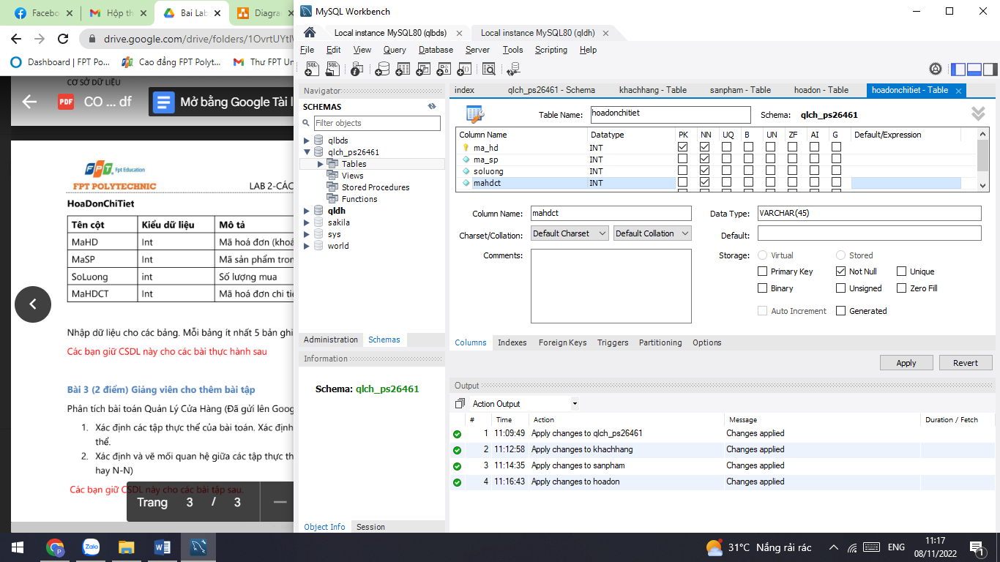 Facebo
Hộp th
Bai Lab
Diagra
drive.google.com/drive/folders/1OvrtUYtIV
Dashboard | FPT Po...
Cao đẳng FPT Polyt...
Thư FPT Un
CƠ SỞ DỮ LIỆU
PDF
CO ... df
Mở bằng Google Tài l
FPT Fpt Education
FPT POLYTECHNIC
LAB 2-CÁC
HoaDonChiTiet
Tên cột Kiểu dữ liệu Mô tả
MaHD Int Mã hoá đơn (khoá
MaSP Int Mã sản phẩm tron
SoLuong int Số lượng mua
MaHDCT Int Mã hoá đơn chi tiế
Nhập dữ liệu cho các bảng. Mỗi bảng ít nhất 5 bản ghi
Các bạn giữ CSDL này cho các bài thực hành sau
Bài 3 (2 điểm) Giảng viên cho thêm bài tập
Phân tích bài toán Quản Lý Cửa Hàng (Đã gửi lên Goog
1. Xác định các tập thực thể của bài toán. Xác định
thể.
2. Xác định và vẽ mối quan hệ giữa các tập thực th
hay N-N)
Các bạn giữ CSDL này cho các bài tập sau.
Trang 3 / 3
MySQL Workbench
Local instance MySQL80 (qlbds)
Local instance MySQL80 (qldh)
File Edit View Query Database Server Tools Scripting Help
Navigator
SCHEMAS
Filter objects
qlbds
qlch_ps26461
Tables
Views
Stored Procedures
Functions
qldh
sakila
sys
world
Administration Schemas
Information
Schema: qlch_ps26461
Object Info Session
index qlch_ps26461 - Schema khachhang - Table sanpham - Table hoadon - Table hoadonchitiet - Table
Table Name: hoadonchitiet Schema: qlch_ps26461
Column Name Datatype PK NN UQ B UN ZF AI G Default/Expression
ma_hd INT
ma_sp INT
soluong INT
mahdct INT
Column Name: mahdct Data Type: VARCHAR(45)
Charset/Collation: Default Charset Default Collation Default:
Comments: Storage: Virtual Stored
Primary Key Not Null Unique
Binary Unsigned Zero Fill
Auto Increment Generated
Columns Indexes Foreign Keys Triggers Partitioning Options
Apply Revert
Output
Action Output
# Time Action Message Duration / Fetch
1 11:09:49 Apply changes to qlch_ps26461 Changes applied
2 11:12:58 Apply changes to khachhang Changes applied
3 11:14:35 Apply changes to sanpham Changes applied
4 11:16:43 Apply changes to hoadon Changes applied
Zalo
31°C Nắng rải rác
ENG
11:17
08/11/2022
1